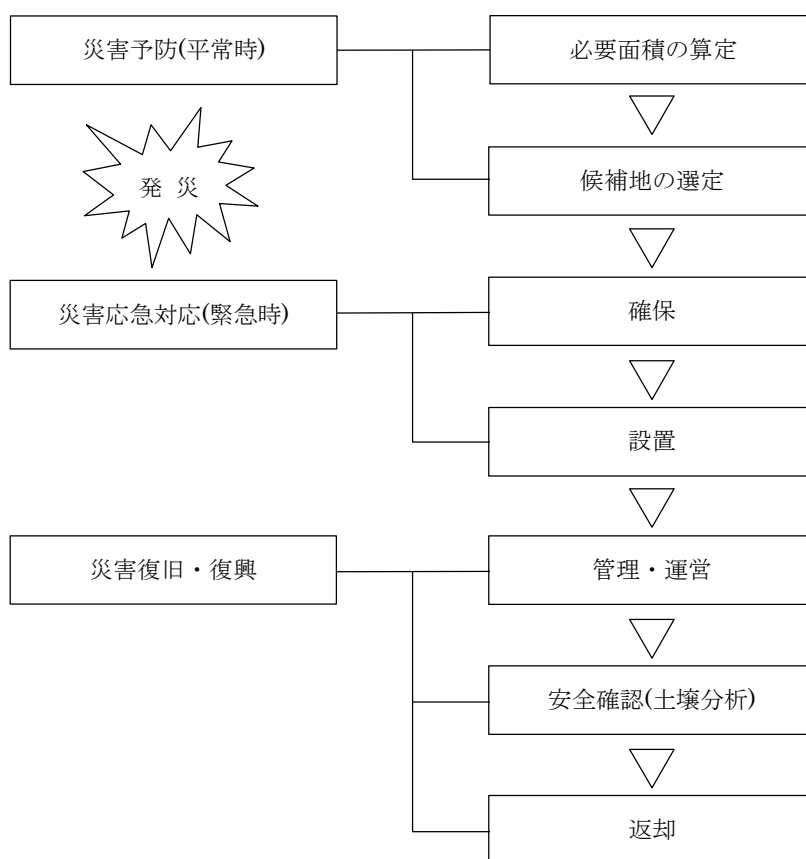 災害予防(平常時)
必要面積の算定
発 災
候補地の選定
災害応急対応(緊急時)
確保
設置
災害復旧・復興
管理・運営
安全確認(土壌分析)
返却